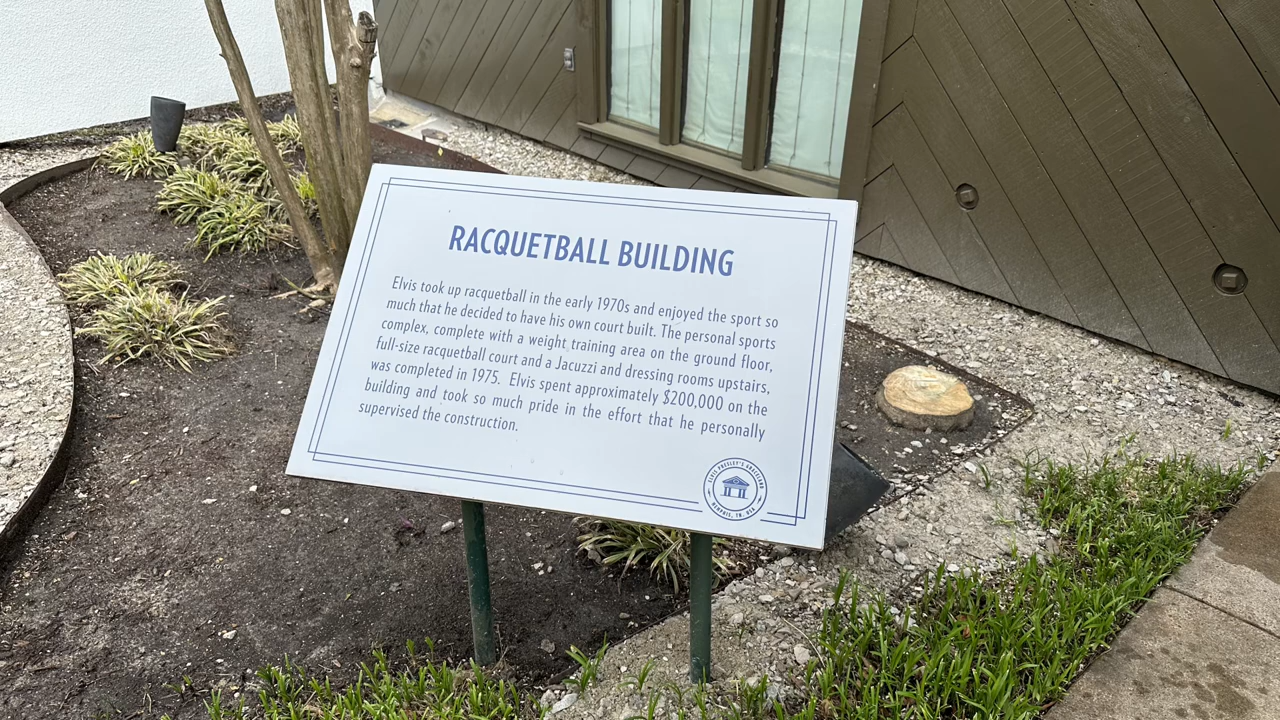 RACQUETBALL BUILDING
Elvis took up racquetball in the early 1970s and enjoyed the sport so
much that he decided to have his own court built. The personal sports
complex, complete with a weight training area on the ground floor,
full-size racquetball court and a Jacuzzi and dressing rooms upstairs,
was completed in 1975. Elvis spent approximately $200,000 on the
building and took so much pride in the effort that he personally
supervised the construction.
ELVIS PRESLEY'S GRACELAND
MEMPHIS, TN. USA